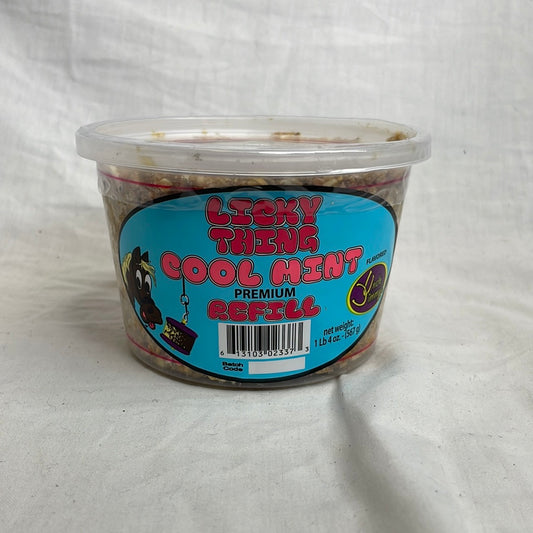 LICKY
THING
COOL MINT
FLAVORED
PREMIUM
REFILL
net weight:
1 Lb 4 oz. - (567 g)
6 13103 02337 3
Batch
Code